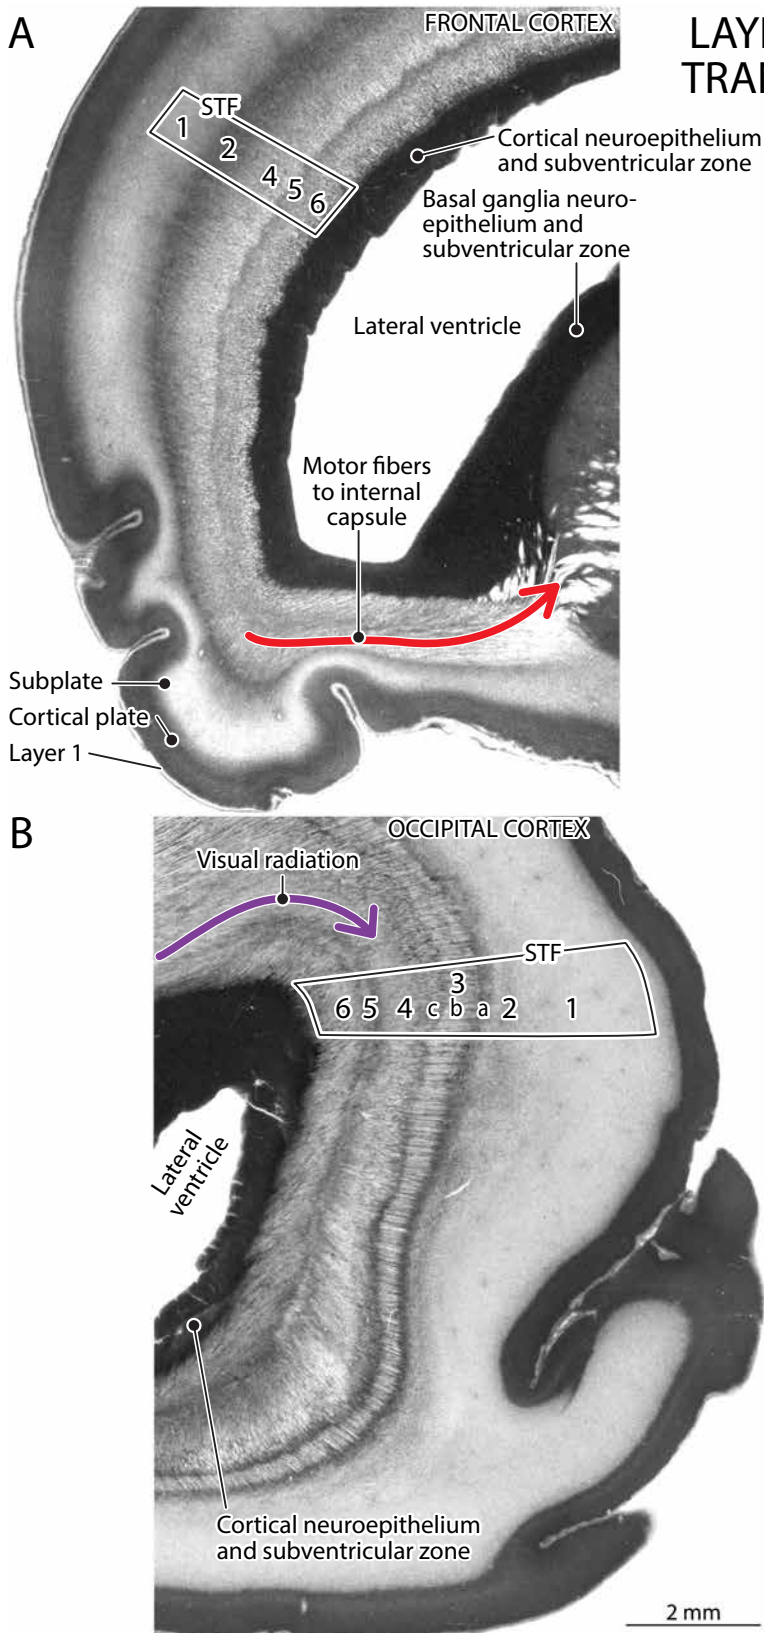 A
FRONTAL CORTEX
STF
1
2
4
5
6
Cortical neuroepithelium
and subventricular zone
Basal ganglia neuro-
epithelium and
subventricular zone
Lateral ventricle
Motor fibers
to internal
capsule
Subplate
Cortical plate
Layer 1
B
OCCIPITAL CORTEX
Visual radiation
STF
3
6 5 4 c b a 2 1
Lateral
ventricle
Cortical neuroepithelium
and subventricular zone
2 mm